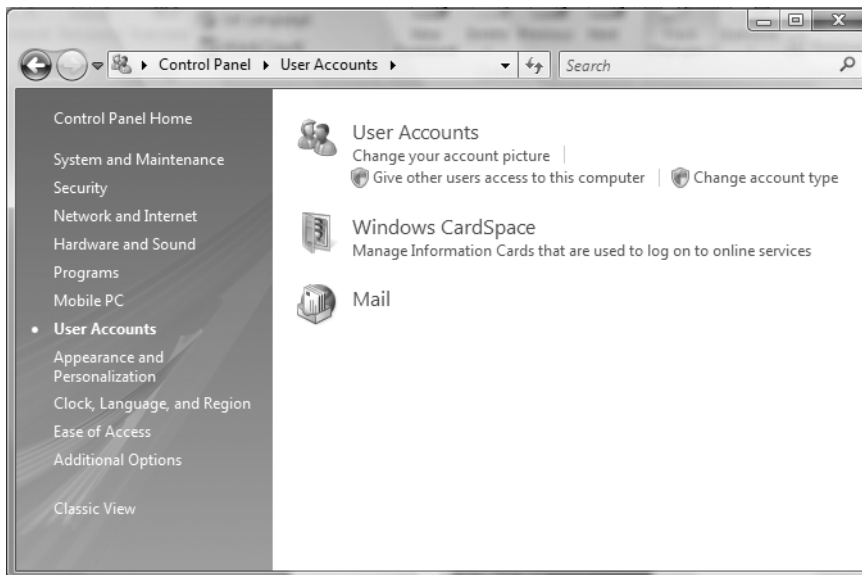 Control Panel User Accounts Search
Control Panel Home
System and Maintenance
Security
Network and Internet
Hardware and Sound
Programs
Mobile PC
User Accounts
Appearance and
Personalization
Clock, Language, and Region
Ease of Access
Additional Options
Classic View
User Accounts
Change your account picture
Give other users access to this computer
Change account type
Windows CardSpace
Manage Information Cards that are used to log on to online services
Mail